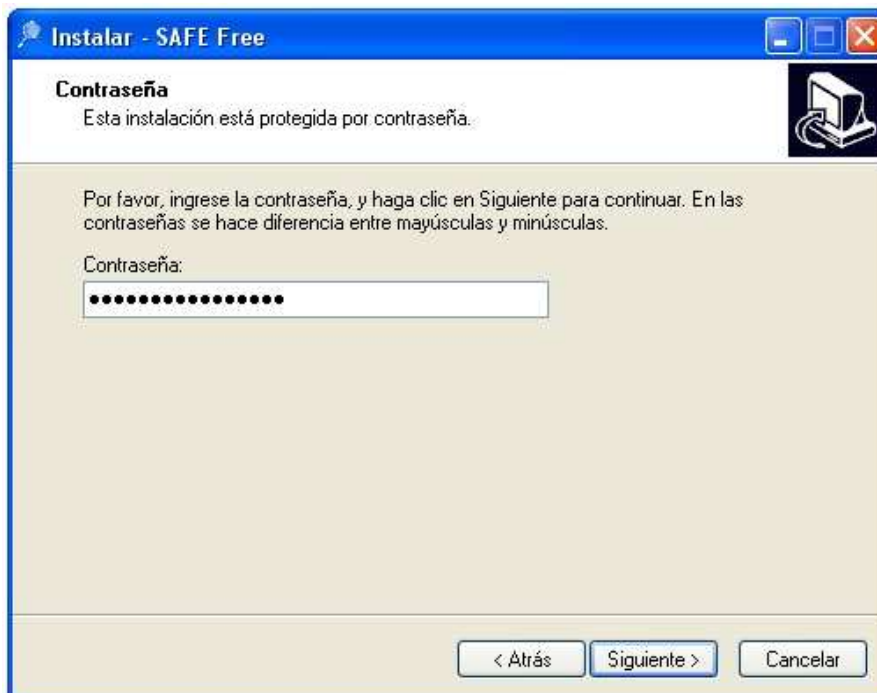 Instalar - SAFE Free
Contraseña
Esta instalación está protegida por contraseña.
Por favor, ingrese la contraseña, y haga clic en Siguiente para continuar. En las
contraseñas se hace diferencia entre mayúsculas y minúsculas.
Contraseña:
••••••••••••••••
< Atrás
Siguiente >
Cancelar